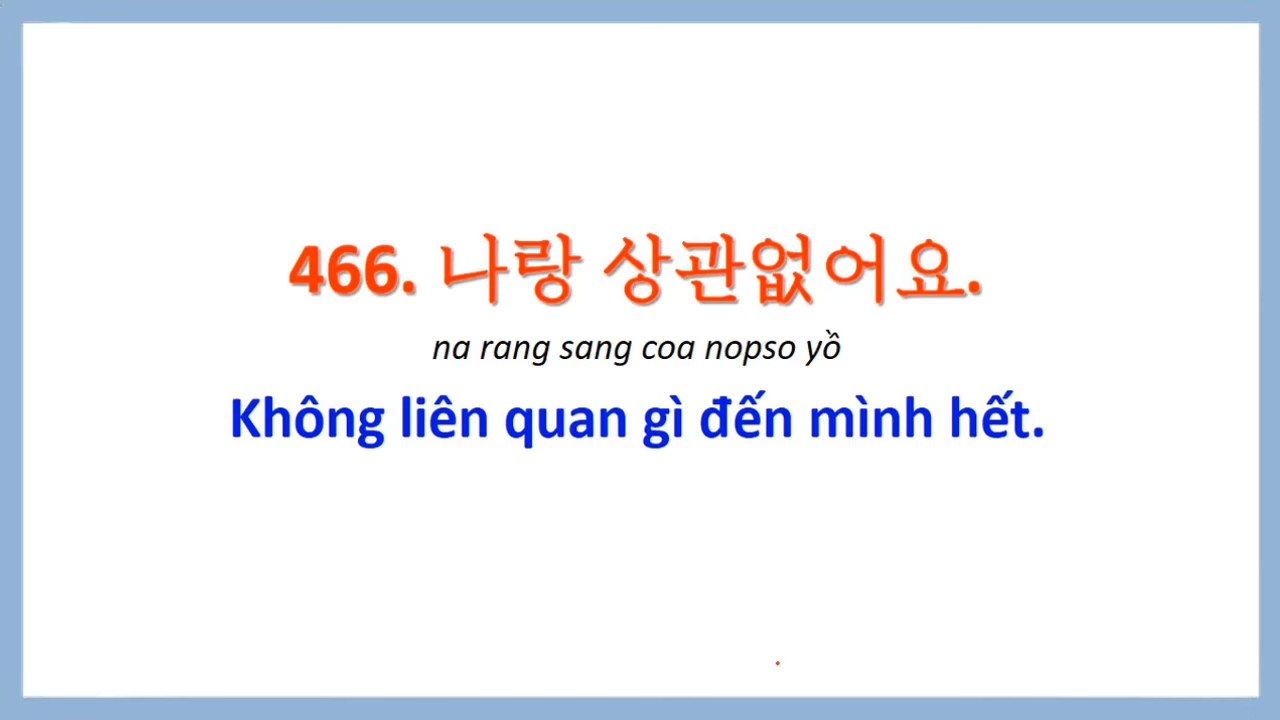 466. 나랑 상관없어요.
na rang sang coa nopso yồ
Không liên quan gì đến mình hết.